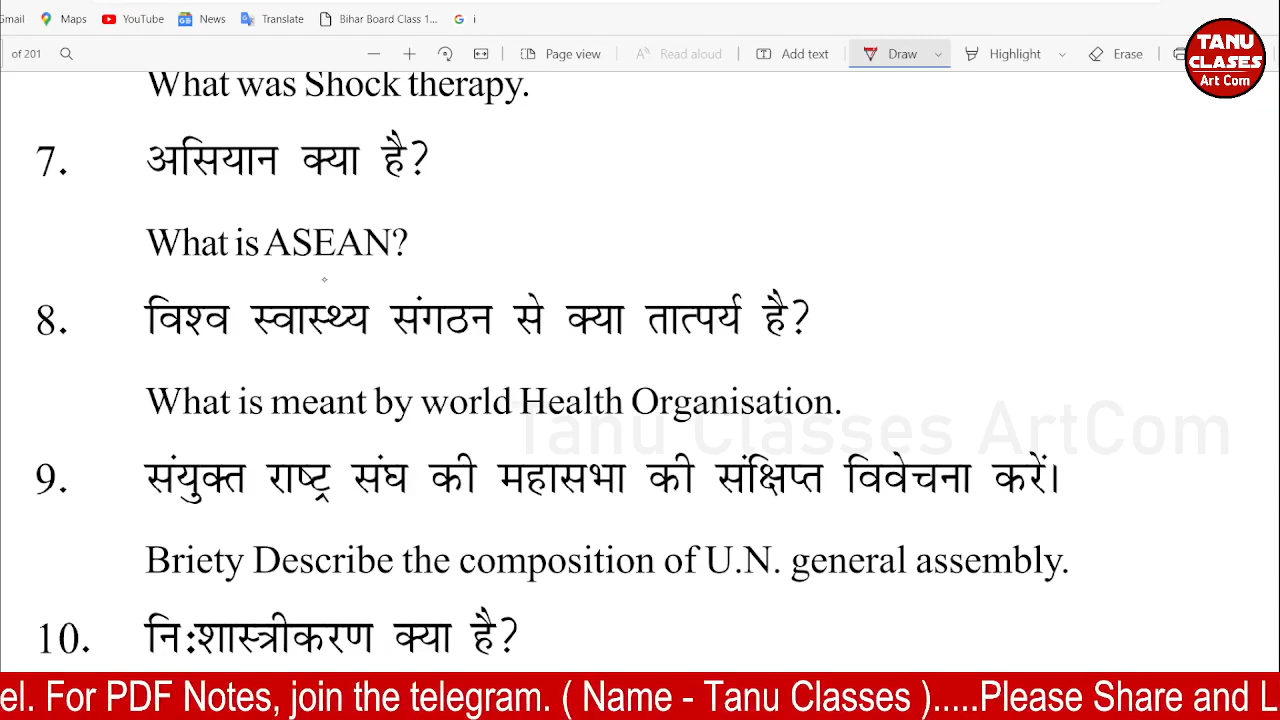 Gmail Maps YouTube News Translate Bihar Board Class 1... i
of 201 Page view Read aloud Add text Draw Highlight Erase
TANU
CLASES
Art Com
What was Shock therapy.
7. असियान क्या है?
What is ASEAN?
8. विश्व स्वास्थ्य संगठन से क्या तात्पर्य है?
What is meant by world Health Organisation.
Tanu Classes ArtCom
9. संयुक्त राष्ट्र संघ की महासभा की संक्षिप्त विवेचना करें।
Briety Describe the composition of U.N. general assembly.
10. नि:शास्त्रीकरण क्या है?
el. For PDF Notes, join the telegram. ( Name - Tanu Classes ).....Please Share and L